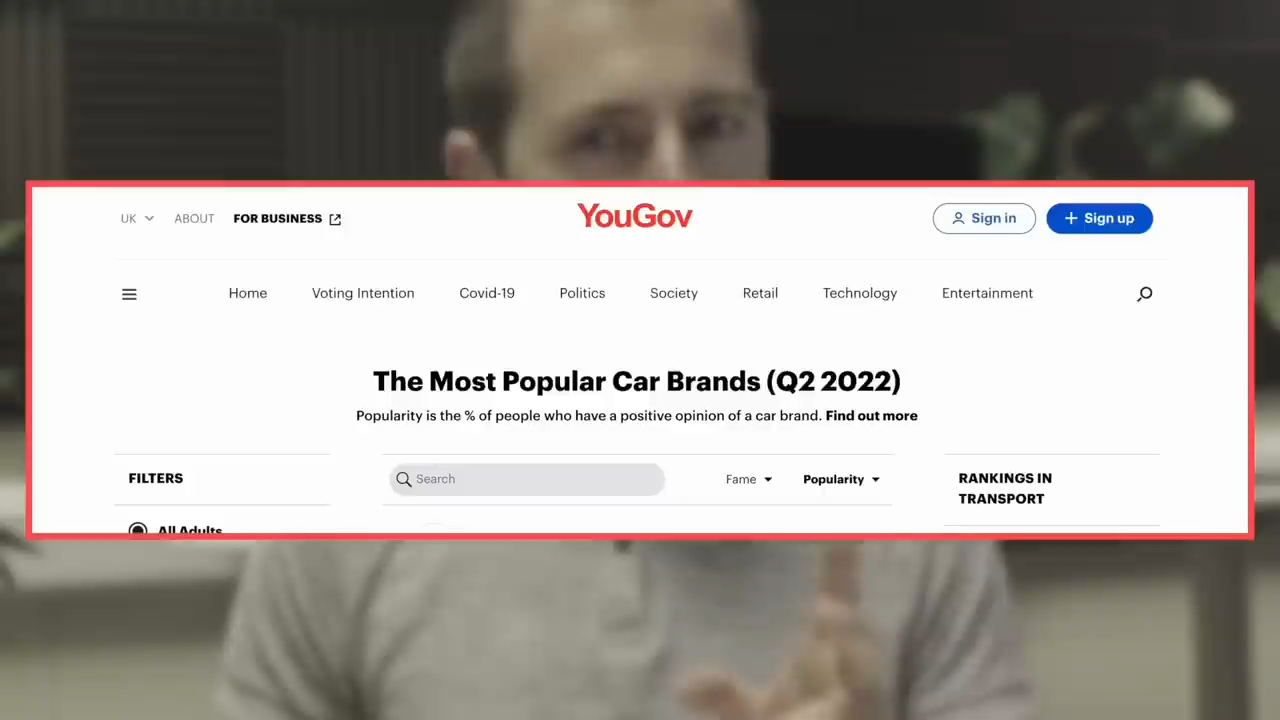 UK ABOUT FOR BUSINESS YouGov Sign in + Sign up
Home Voting Intention Covid-19 Politics Society Retail Technology Entertainment
The Most Popular Car Brands (Q2 2022)
Popularity is the % of people who have a positive opinion of a car brand. Find out more
FILTERS Search Fame Popularity RANKINGS IN
TRANSPORT
All Adults